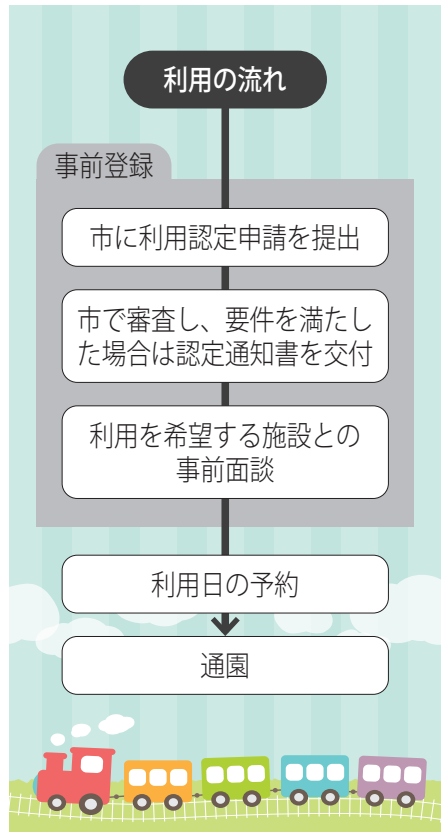 利用の流れ
事前登録
市に利用認定申請を提出
市で審査し、要件を満たし
た場合は認定通知書を交付
利用を希望する施設との
事前面談
利用日の予約
通園